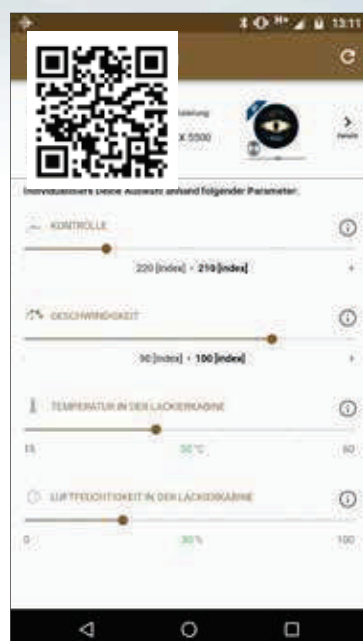 13:11
X 5500
Individualisiere Deine Auswahl anhand folgender Parameter:
KONTROLLE
220 [index] - 210 [index]
+
GESCHWINDIGKEIT
90 [index] - 100 [index]
+
TEMPERATUR IN DER LACKIERKABINE
15 30 °C 60
LUFTFEUCHTIGKEIT IN DER LACKIERKABINE
0 30 % 100